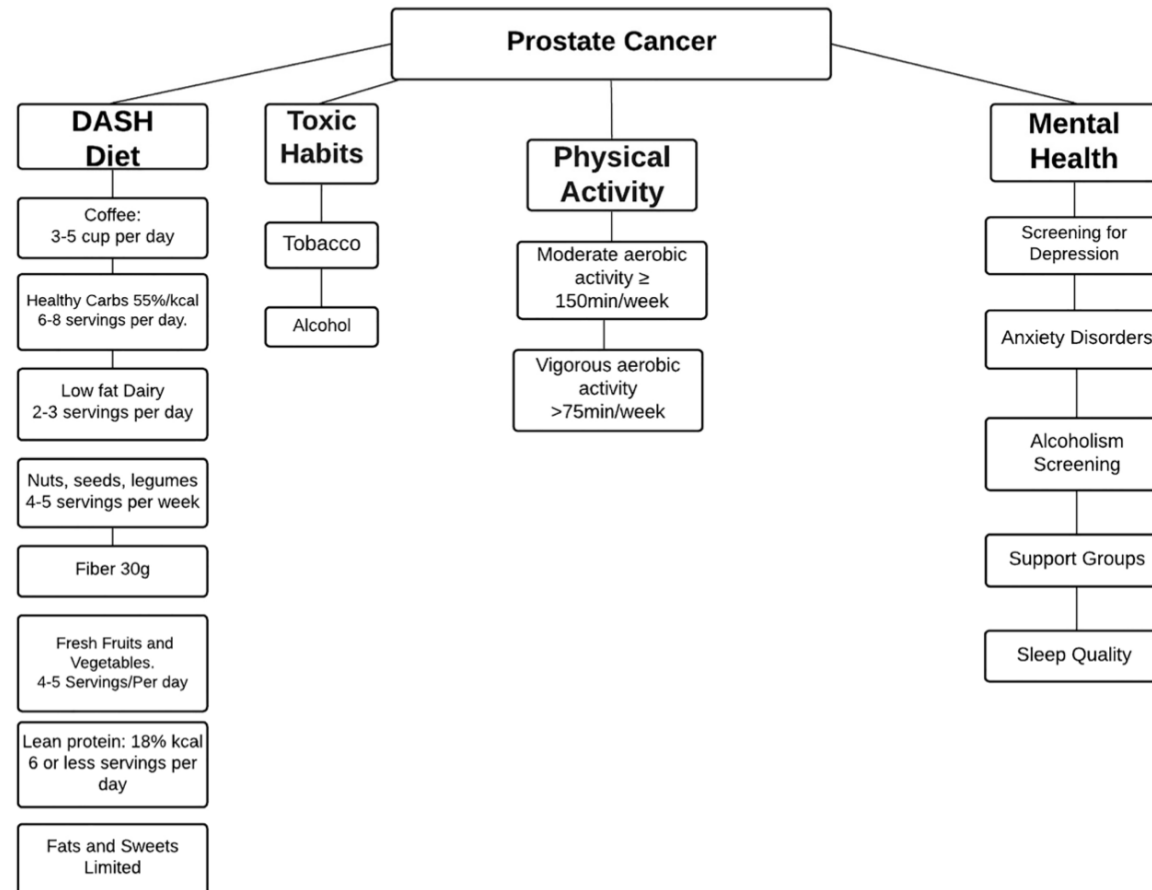 Prostate Cancer
DASH
Diet
Coffee:
3-5 cup per day
Healthy Carbs 55%/kcal
6-8 servings per day.
Low fat Dairy
2-3 servings per day
Nuts, seeds, legumes
4-5 servings per week
Fiber 30g
Fresh Fruits and
Vegetables.
4-5 Servings/Per day
Lean protein: 18% kcal
6 or less servings per
day
Fats and Sweets
Limited
Toxic
Habits
Tobacco
Alcohol
Physical
Activity
Moderate aerobic
activity ≥
150min/week
Vigorous aerobic
activity
>75min/week
Mental
Health
Screening for
Depression
Anxiety Disorders
Alcoholism
Screening
Support Groups
Sleep Quality